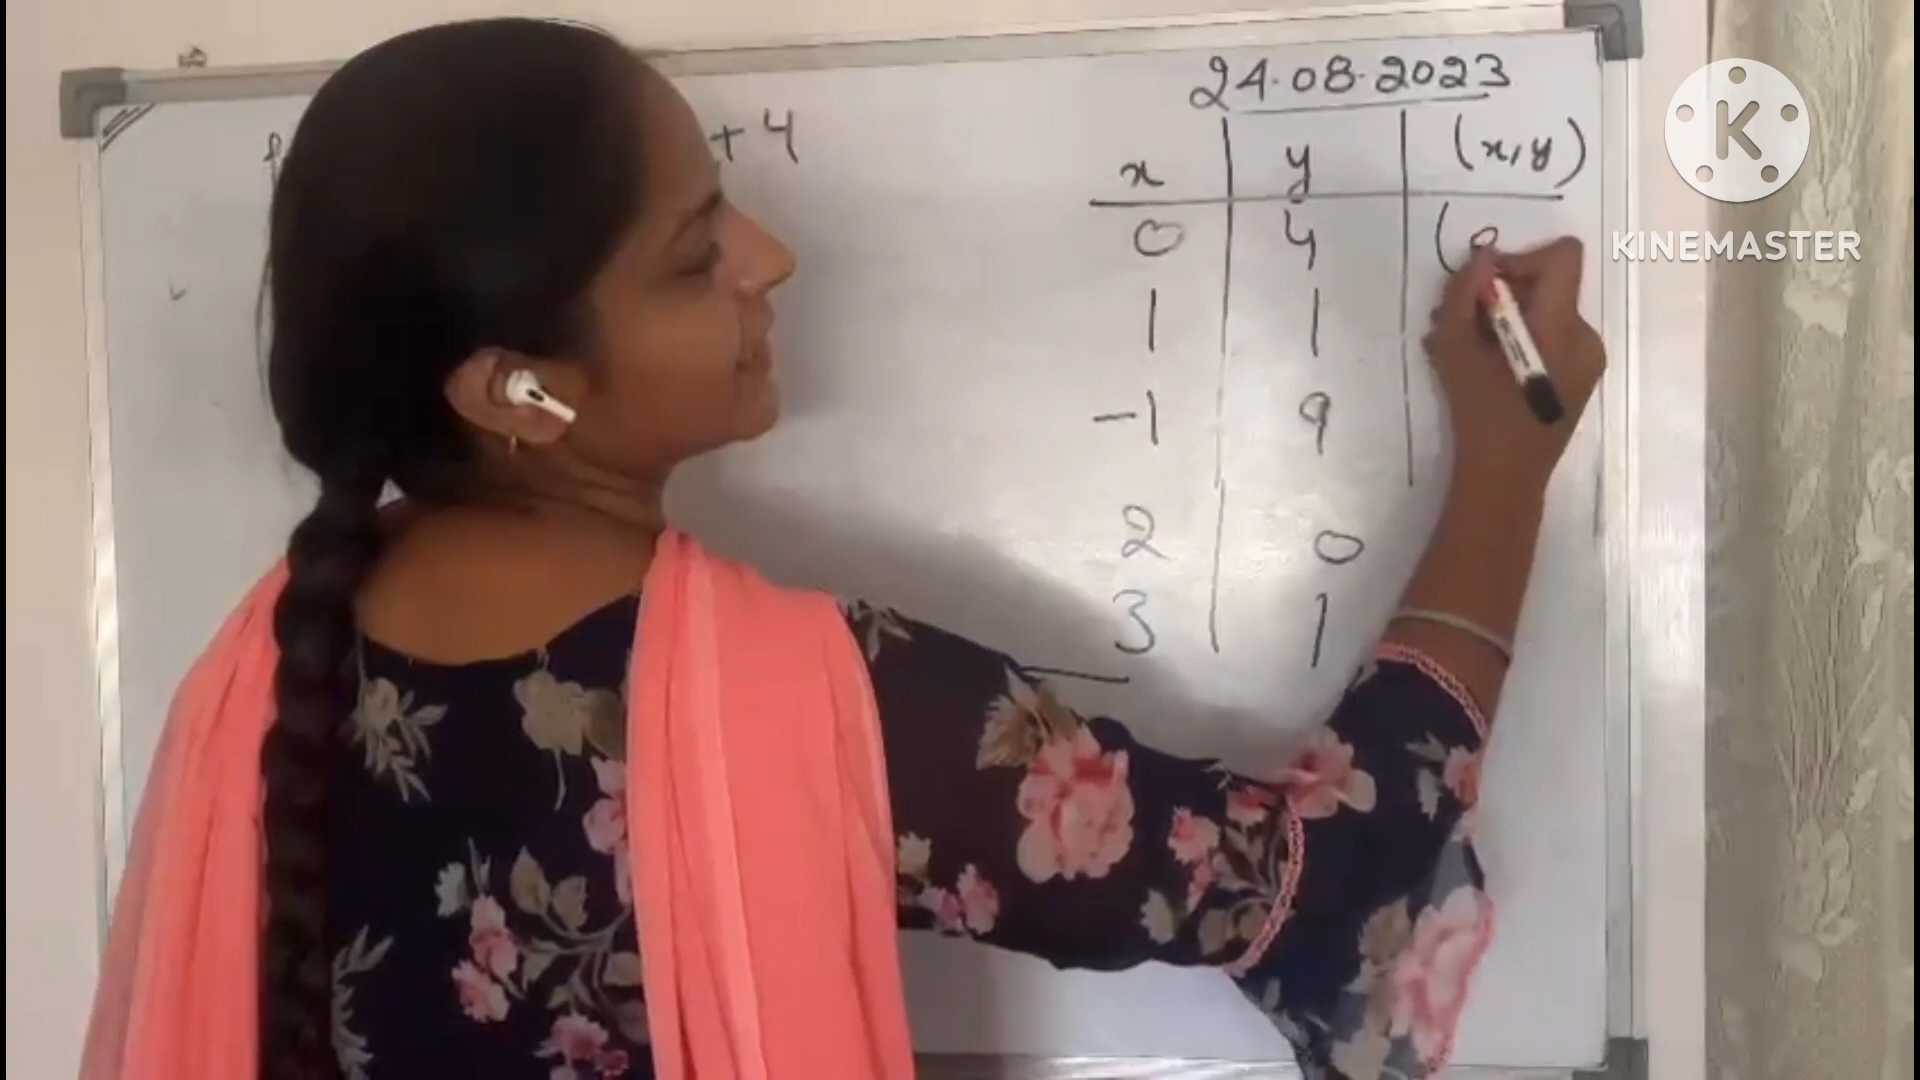 24.08.2023
+ 4
x y (x, y)
0 4 (0
1 1
-1 9
2 0
3 1
K
KINEMASTER